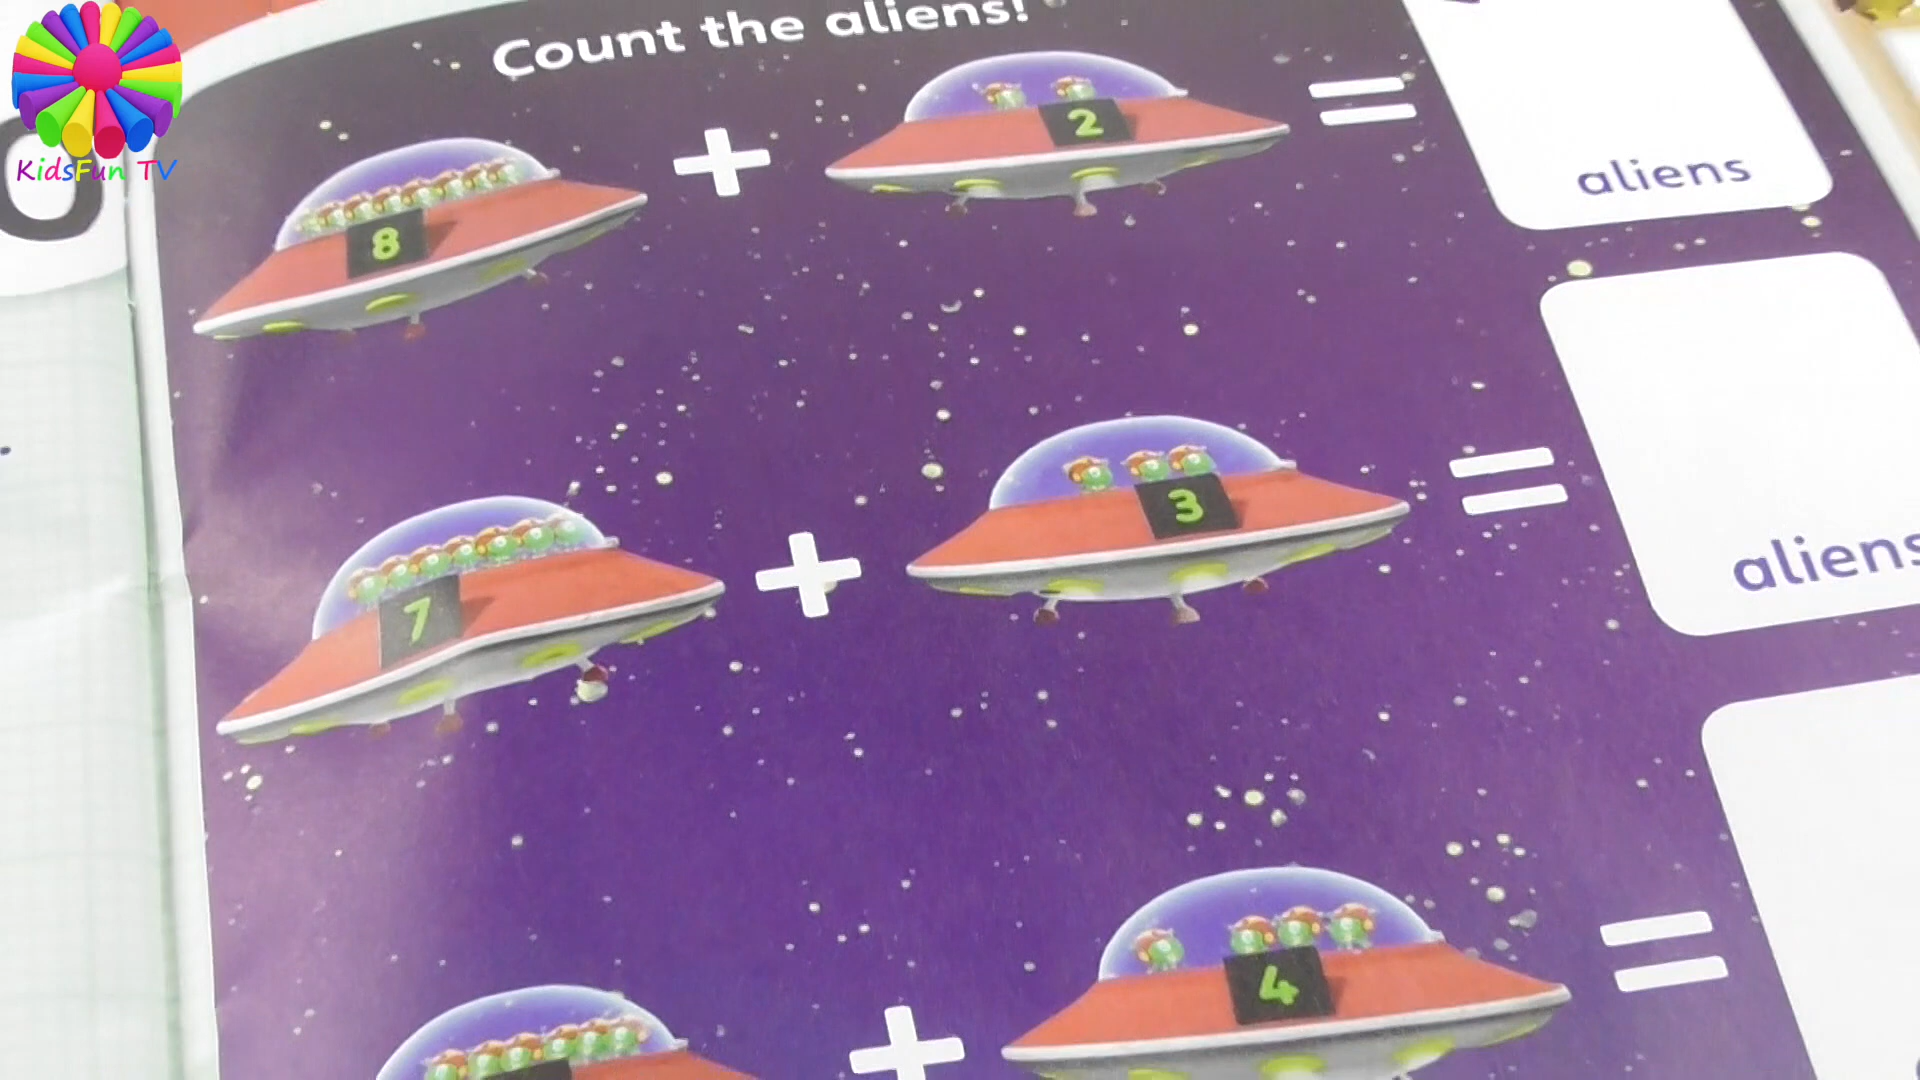 KidsFun TV
Count the aliens!
8 + 2 =
aliens
7 + 3 =
aliens
+ 4 =